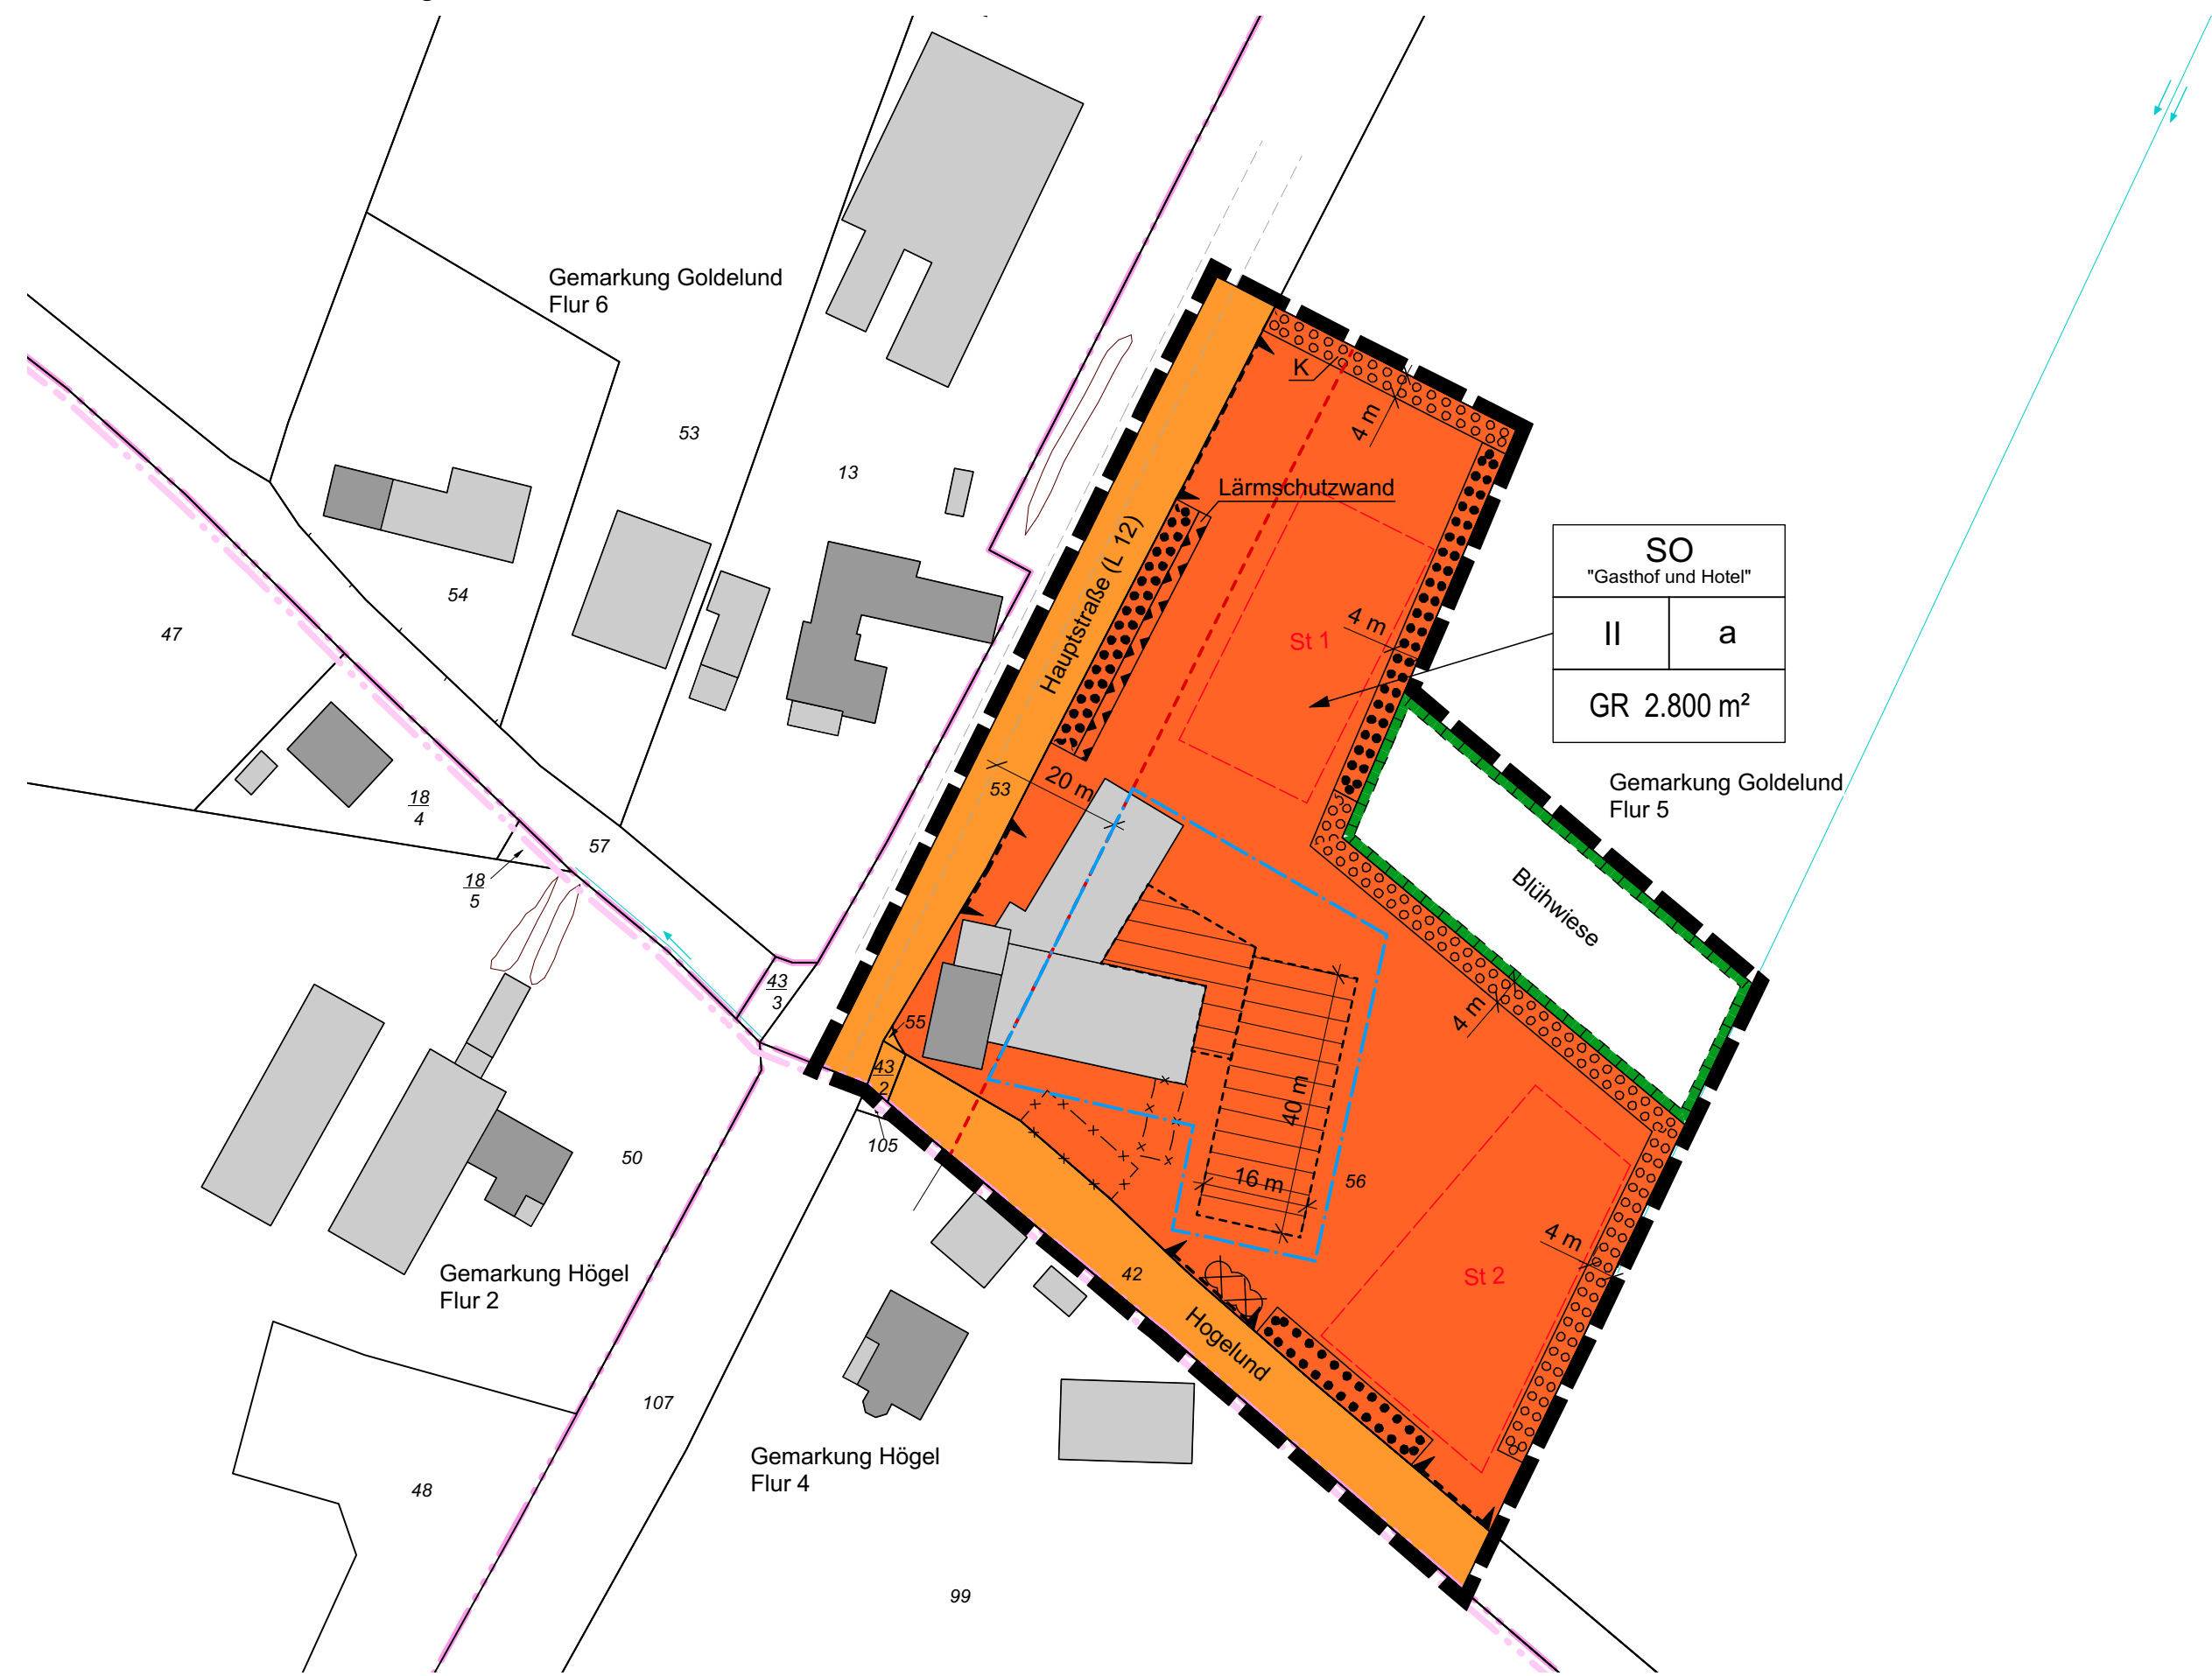 Gemarkung Goldelund
Flur 6
K
4 m
53
13
Lärmschutzwand
Hauptstraße (L 12)
SO
"Gasthof und Hotel"
II
a
GR 2.800 m²
54
47
4 m
St 1
20 m
53
Gemarkung Goldelund
Flur 5
18
4
57
18
5
Blühwiese
43
3
55
4 m
43
2
40 m
105
50
16 m
56
4 m
Gemarkung Högel
Flur 2
42
St 2
Hogelund
107
Gemarkung Högel
Flur 4
48
99